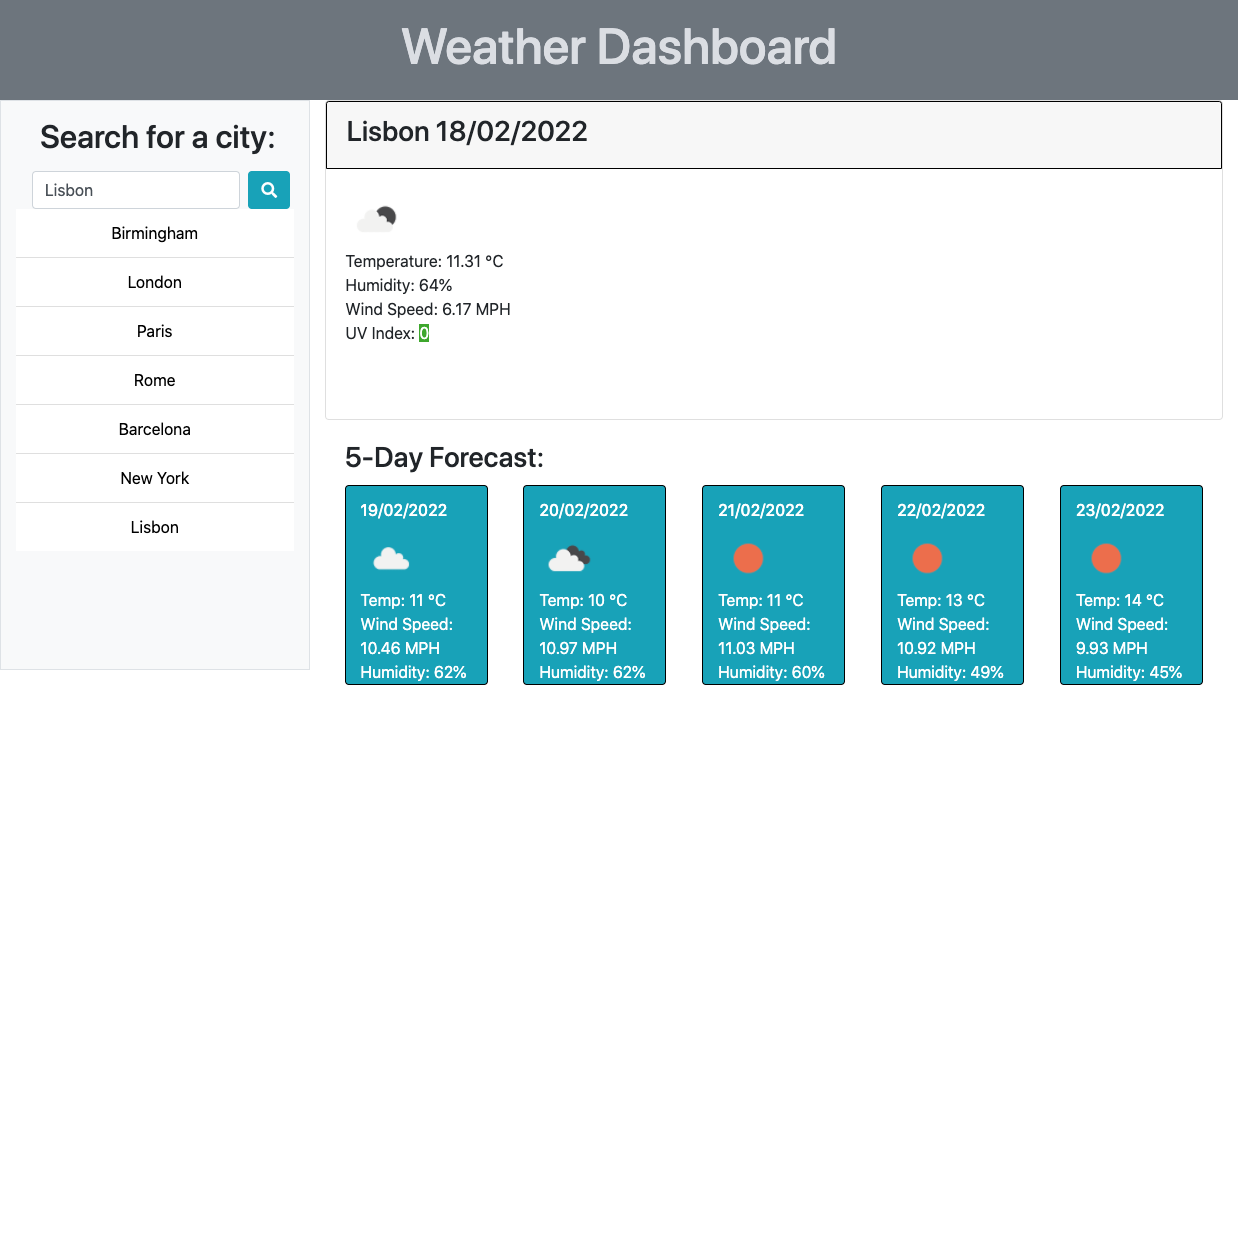 Weather Dashboard
Search for a city:
Lisbon
Birmingham
London
Paris
Rome
Barcelona
New York
Lisbon
Lisbon 18/02/2022
Temperature: 11.31 °C
Humidity: 64%
Wind Speed: 6.17 MPH
UV Index: 0
5-Day Forecast:
19/02/2022
Temp: 11 °C
Wind Speed:
10.46 MPH
Humidity: 62%
20/02/2022
Temp: 10 °C
Wind Speed:
10.97 MPH
Humidity: 62%
21/02/2022
Temp: 11 °C
Wind Speed:
11.03 MPH
Humidity: 60%
22/02/2022
Temp: 13 °C
Wind Speed:
10.92 MPH
Humidity: 49%
23/02/2022
Temp: 14 °C
Wind Speed:
9.93 MPH
Humidity: 45%